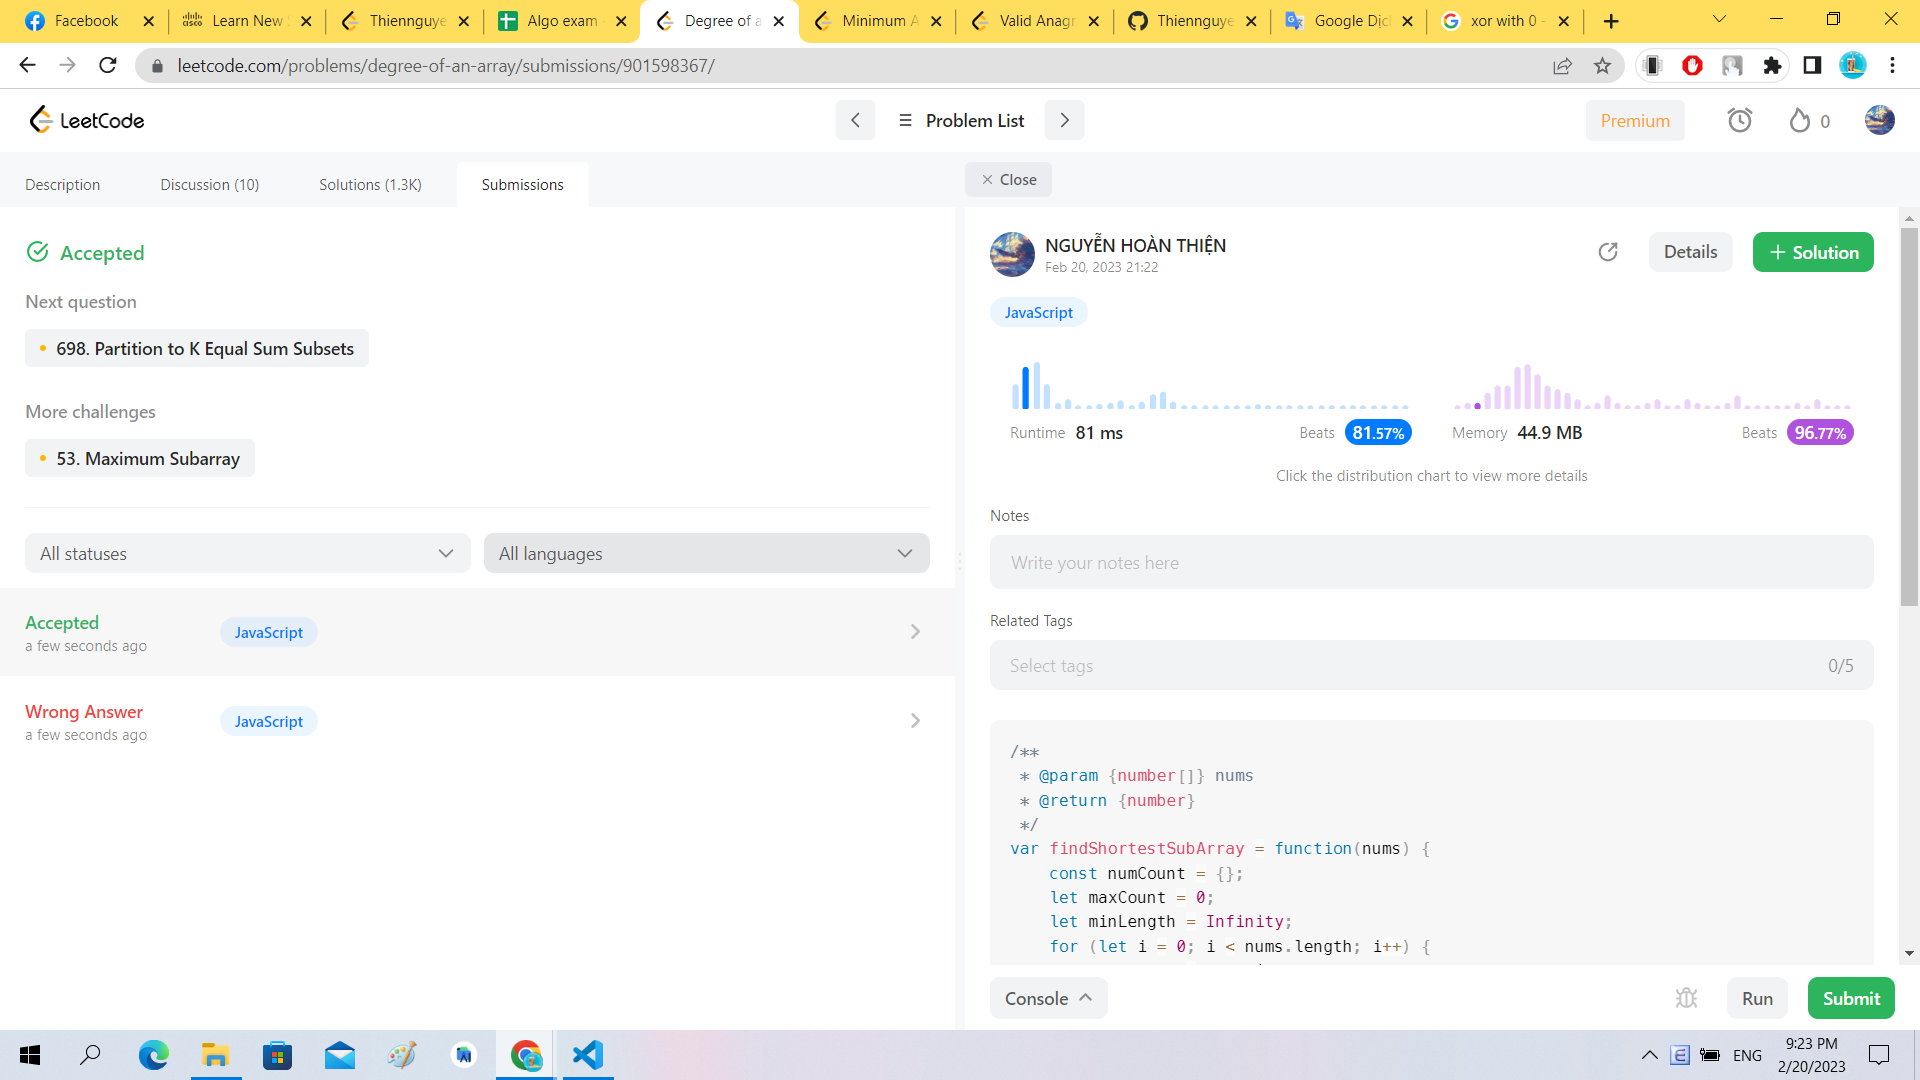 Facebook
Learn New
Thiennguye
Algo exam
Degree of a
Minimum A
Valid Anagr
Thiennguye
Google Dịc
xor with 0 -
leetcode.com/problems/degree-of-an-array/submissions/901598367/
LeetCode
Problem List
Premium
0
Description
Discussion (10)
Solutions (1.3K)
Submissions
Close
Accepted
Next question
698. Partition to K Equal Sum Subsets
More challenges
53. Maximum Subarray
All statuses
All languages
Accepted
a few seconds ago
JavaScript
Wrong Answer
a few seconds ago
JavaScript
NGUYỄN HOÀN THIỆN
Feb 20, 2023 21:22
Details
+ Solution
JavaScript
Runtime 81 ms
Beats 81.57%
Memory 44.9 MB
Beats 96.77%
Click the distribution chart to view more details
Notes
Write your notes here
Related Tags
Select tags
0/5
/**
* @param {number[]} nums
* @return {number}
*/
var findShortestSubArray = function(nums) {
const numCount = {};
let maxCount = 0;
let minLength = Infinity;
for (let i = 0; i < nums.length; i++) {
Console
Run
Submit
ENG
9:23 PM
2/20/2023